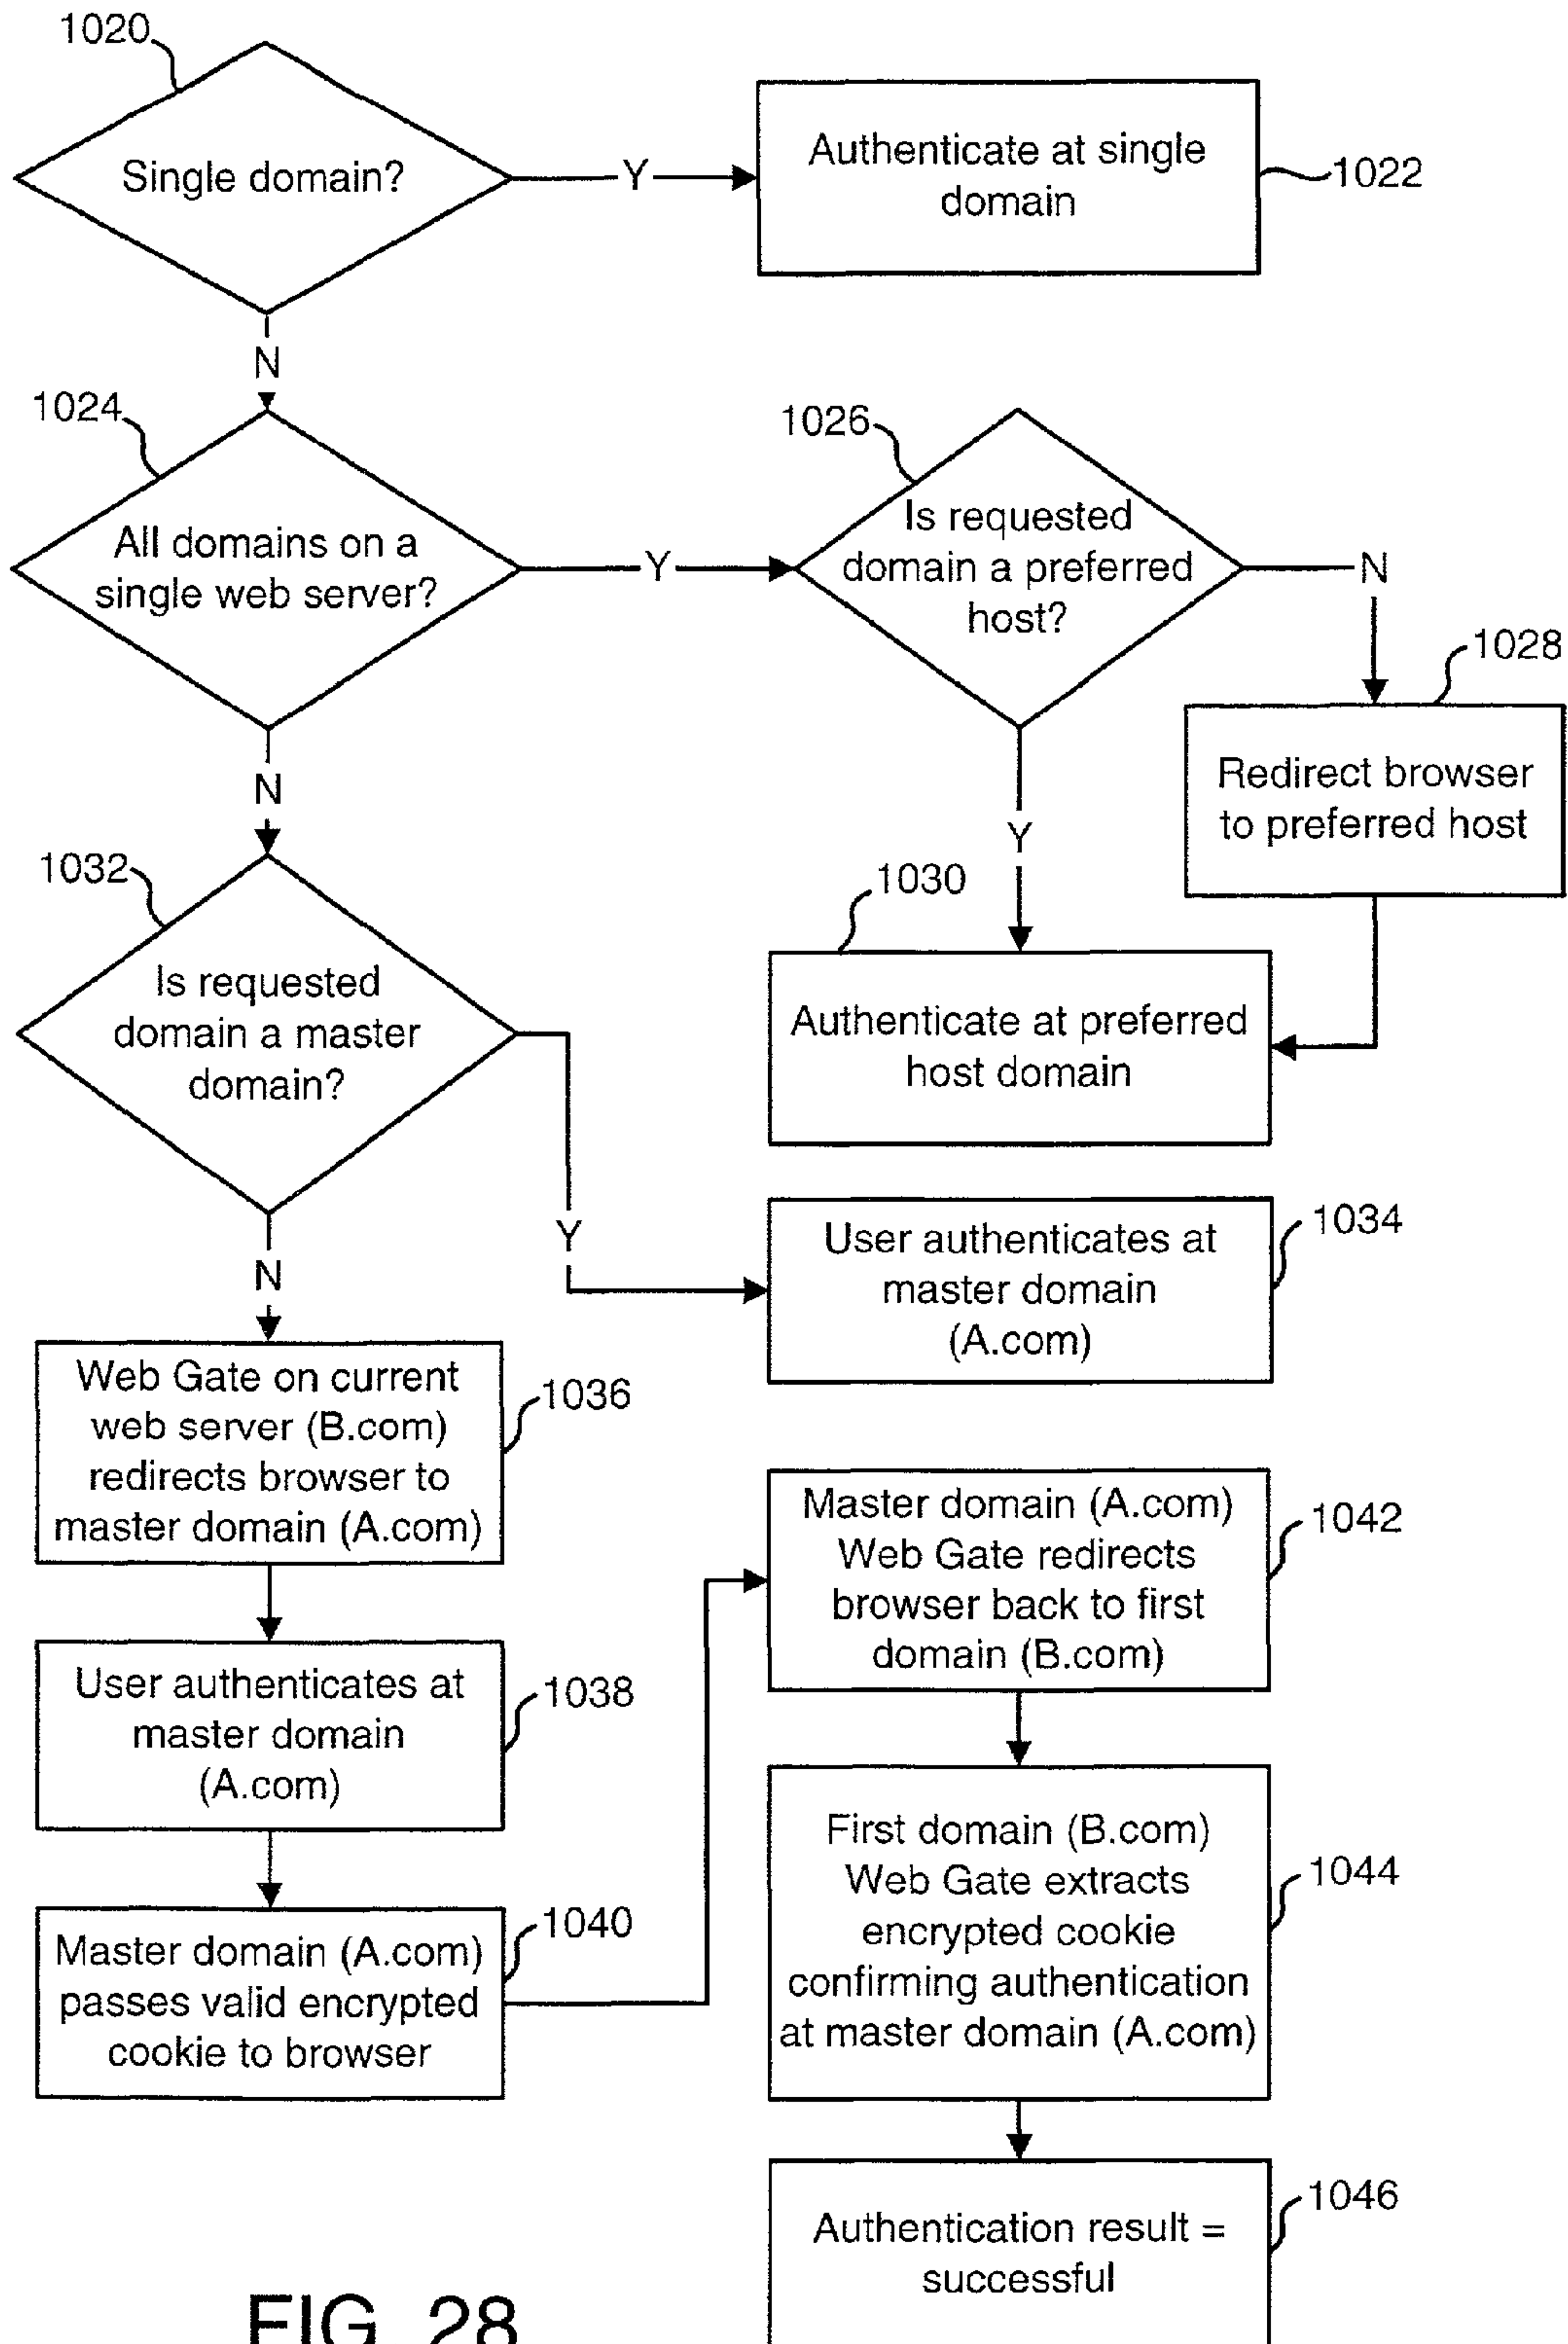 1020
Single domain?
Y
Authenticate at single
domain
1022
N
1024
All domains on a
single web server?
Y
1026
Is requested
domain a preferred
host?
N
1028
Redirect browser
to preferred host
Y
1030
Authenticate at preferred
host domain
N
1032
Is requested
domain a master
domain?
Y
1034
User authenticates at
master domain
(A.com)
N
Web Gate on current
web server (B.com)
redirects browser to
master domain (A.com)
1036
User authenticates at
master domain
(A.com)
1038
Master domain (A.com)
passes valid encrypted
cookie to browser
1040
Master domain (A.com)
Web Gate redirects
browser back to first
domain (B.com)
1042
First domain (B.com)
Web Gate extracts
encrypted cookie
confirming authentication
at master domain (A.com)
1044
Authentication result =
successful
1046
FIG. 28